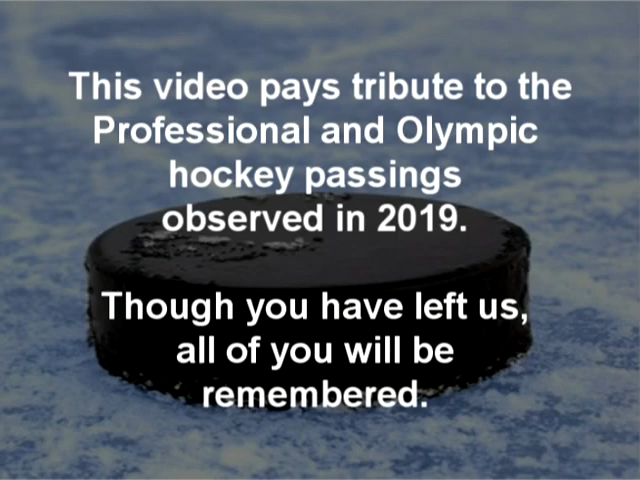 This video pays tribute to the
Professional and Olympic
hockey passings
observed in 2019.
Though you have left us,
all of you will be
remembered.